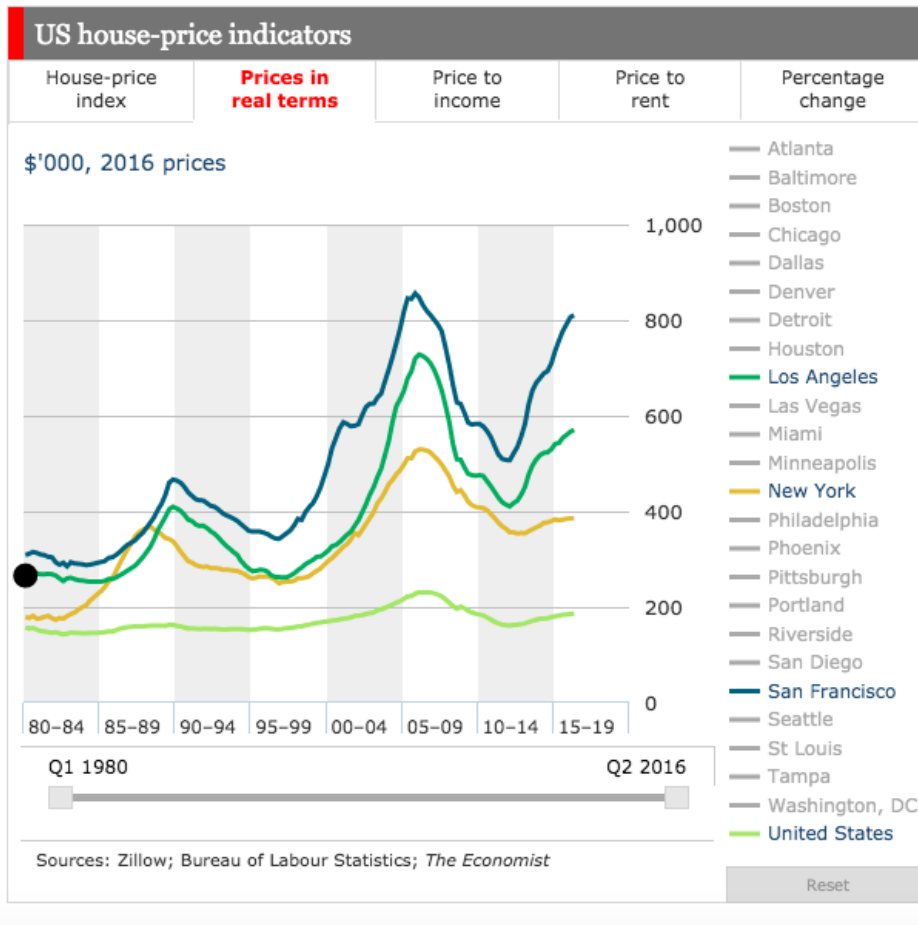 US house-price indicators
House-price
index
Prices in
real terms
Price to
income
Price to
rent
Percentage
change
$'000, 2016 prices
1,000
800
600
400
200
0
80–84 85–89 90–94 95–99 00–04 05–09 10–14 15–19
Q1 1980 Q2 2016
Sources: Zillow; Bureau of Labour Statistics; The Economist
Atlanta
Baltimore
Boston
Chicago
Dallas
Denver
Detroit
Houston
Los Angeles
Las Vegas
Miami
Minneapolis
New York
Philadelphia
Phoenix
Pittsburgh
Portland
Riverside
San Diego
San Francisco
Seattle
St Louis
Tampa
Washington, DC
United States
Reset